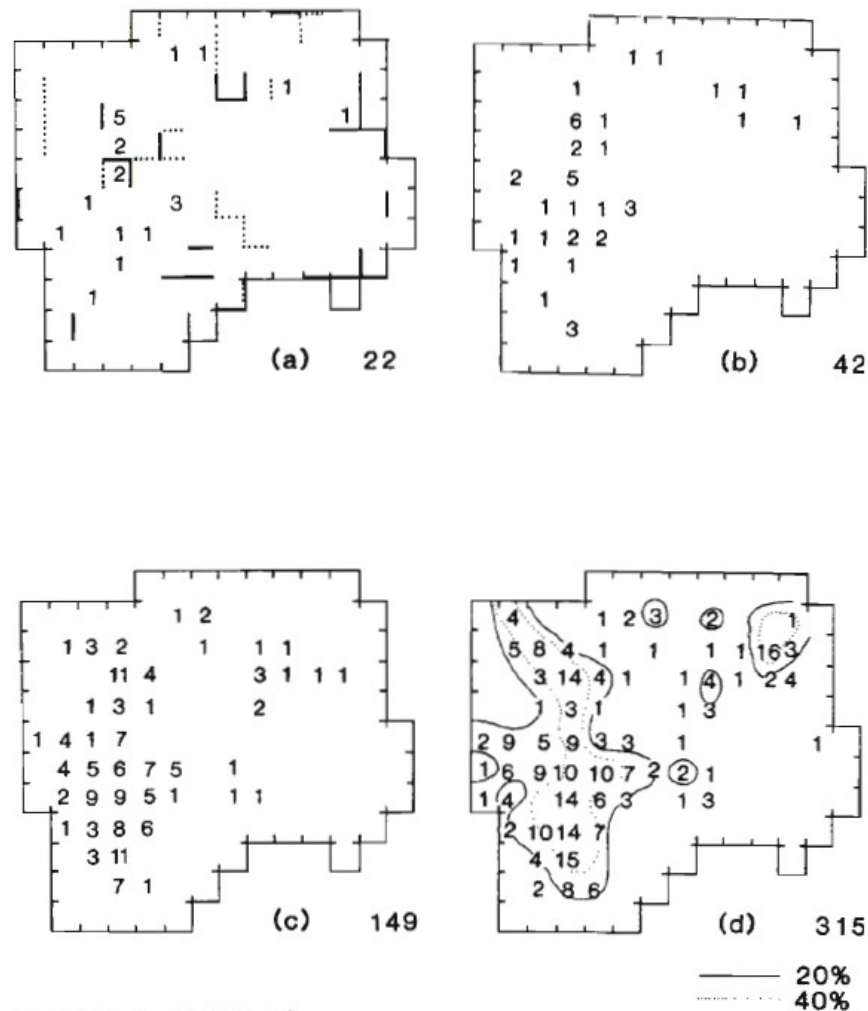 1 1
1
5 1
2
2
1 3
1 1 1
1
1
(a) 22
1 1
1 1 1
6 1 1 1
2 1
2 5
1 1 1 3
1 1 2 2
1 1
1
3
(b) 42
1 2
1 3 2 1 1 1
11 4 3 1 1 1
1 3 1 2
1 4 1 7
4 5 6 7 5 1
2 9 9 5 1 1 1
1 3 8 6
3 11
7 1
(c) 149
4 1 2 3 2 1
5 8 4 1 1 1 1 16 3
3 14 4 1 1 4 1 2 4
1 3 1 1 3
2 9 5 9 3 3 1 1
1 6 9 10 10 7 2 2 1
1 4 14 6 3 1 3
2 10 14 7
4 15
2 8 6
(d) 315
20%
40%